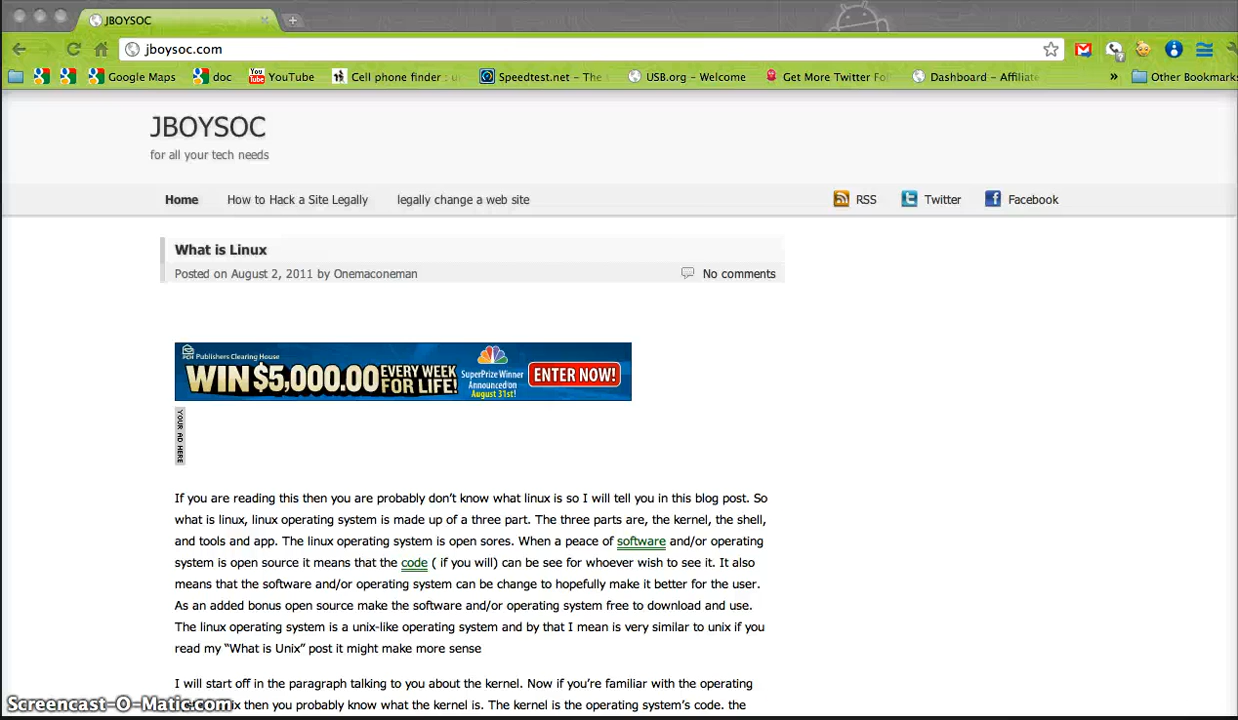 JBOYSOC
jboysoc.com
Google Maps doc YouTube Cell phone finder : Speedtest.net - The USB.org - Welcome Get More Twitter Dashboard - Affiliate » Other Bookmarks
JBOYSOC
for all your tech needs
Home How to Hack a Site Legally legally change a web site RSS Twitter Facebook
What is Linux
Posted on August 2, 2011 by Onemaconeman No comments
PCH Publishers Clearing House
WIN $5,000.00 EVERY WEEK FOR LIFE!
SuperPrize Winner
Announced on
August 31st!
ENTER NOW!
YOUR AD HERE
If you are reading this then you are probably don't know what linux is so I will tell you in this blog post. So
what is linux, linux operating system is made up of a three part. The three parts are, the kernel, the shell,
and tools and app. The linux operating system is open sores. When a peace of software and/or operating
system is open source it means that the code ( if you will) can be see for whoever wish to see it. It also
means that the software and/or operating system can be change to hopefully make it better for the user.
As an added bonus open source make the software and/or operating system free to download and use.
The linux operating system is a unix-like operating system and by that I mean is very similar to unix if you
read my “What is Unix” post it might make more sense
I will start off in the paragraph talking to you about the kernel. Now if you're familiar with the operating
then you probably know what the kernel is. The kernel is the operating system's code. the
Screencast-O-Matic.com